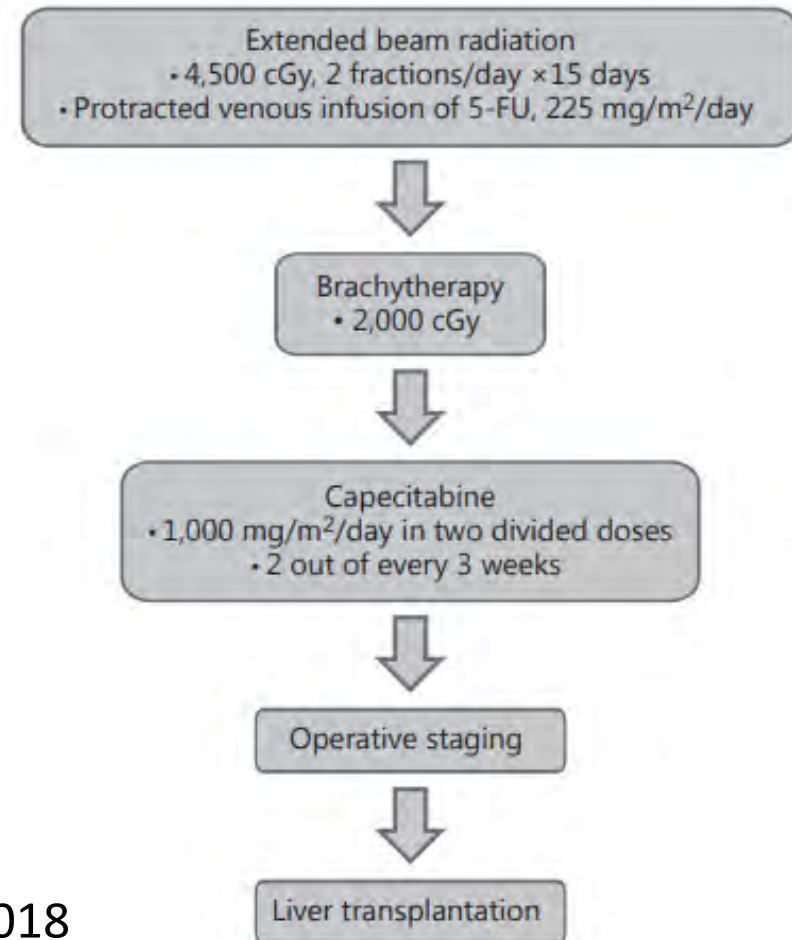 Extended beam radiation
• 4,500 cGy, 2 fractions/day ×15 days
• Protracted venous infusion of 5-FU, 225 mg/m²/day
Brachytherapy
• 2,000 cGy
Capecitabine
• 1,000 mg/m²/day in two divided doses
• 2 out of every 3 weeks
Operative staging
Liver transplantation
018